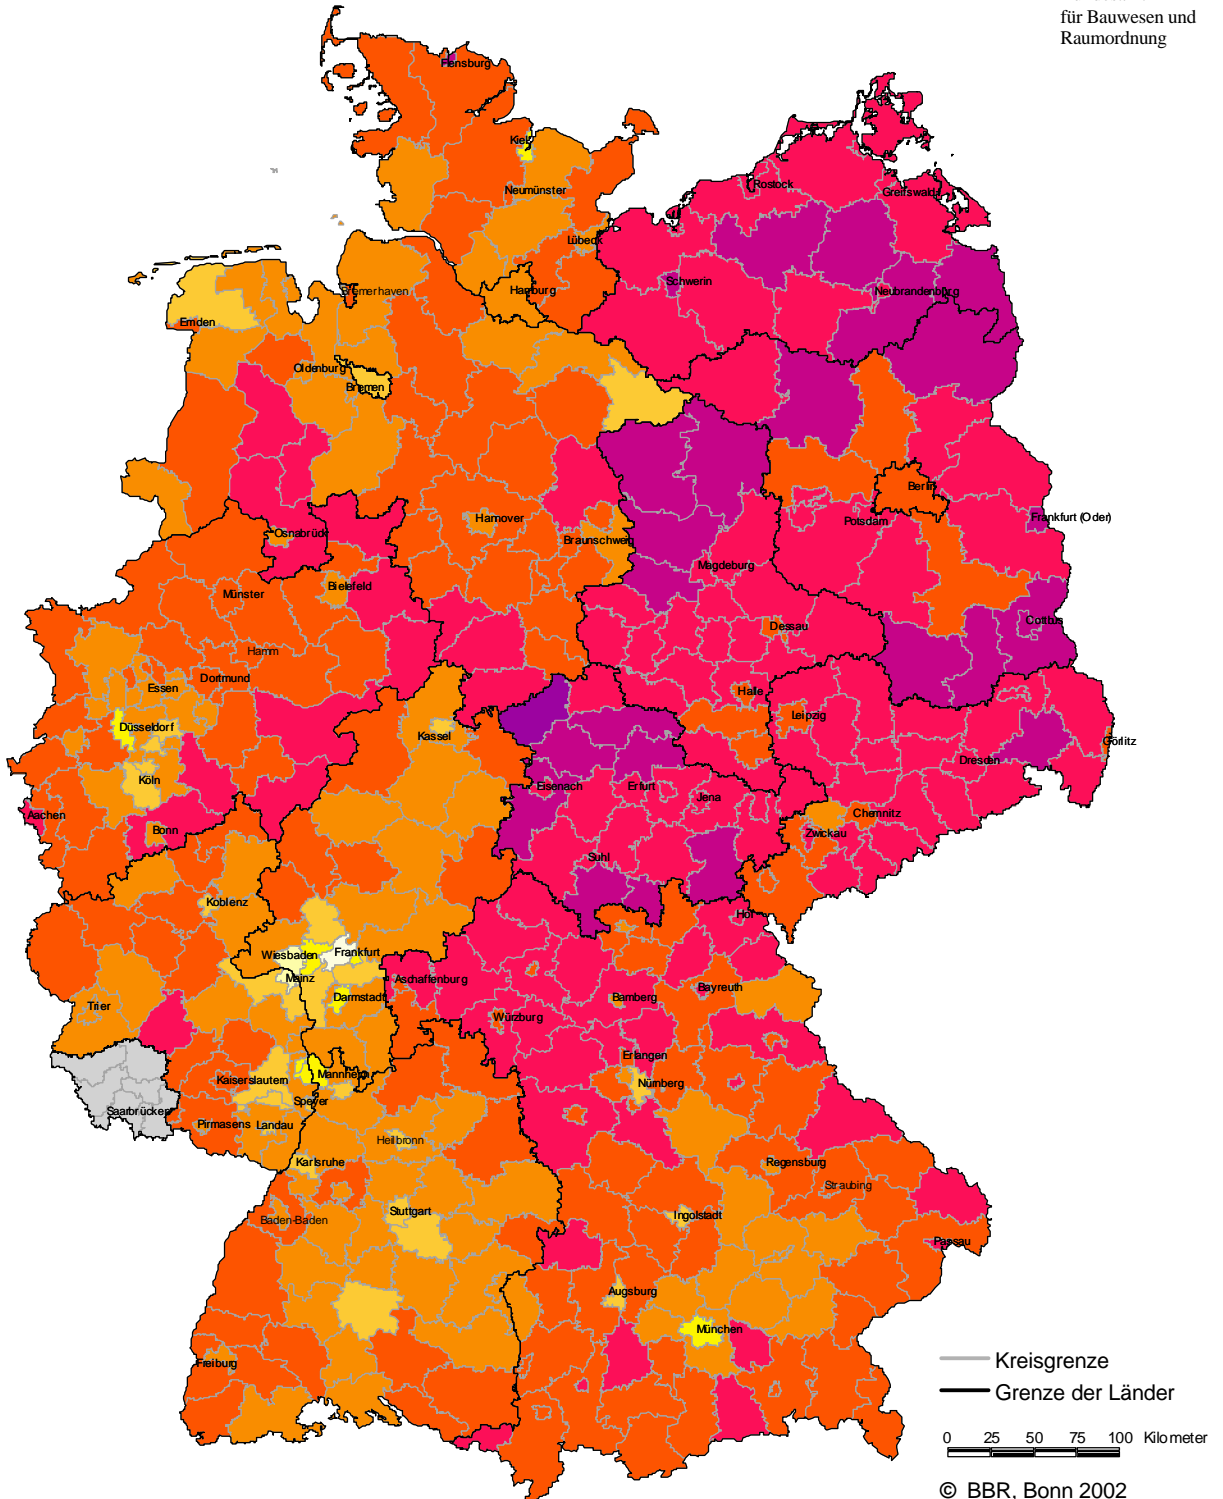 für Bauwesen und
Raumordnung
Flensburg
Kiel
Neumünster
Rostock
Greifswald
Lübeck
Schwerin
Hamburg
Bremerhaven
Neubrandenburg
Emden
Oldenburg
Bremen
Berlin
Hannover
Potsdam
Frankfurt (Oder)
Osnabrück
Braunschweig
Magdeburg
Bielefeld
Münster
Cottbus
Dessau
Hamm
Dortmund
Essen
Halle
Leipzig
Düsseldorf
Kassel
Görlitz
Dresden
Köln
Eisenach
Erfurt
Jena
Aachen
Chemnitz
Bonn
Zwickau
Suhl
Koblenz
Hof
Wiesbaden
Frankfurt
Mainz
Aschaffenburg
Bayreuth
Darmstadt
Bamberg
Trier
Würzburg
Erlangen
Kaiserslautern
Mannheim
Nürnberg
Speyer
Saarbrücken
Pirmasens
Landau
Heilbronn
Karlsruhe
Regensburg
Straubing
Stuttgart
Baden-Baden
Ingolstadt
Passau
Augsburg
München
Freiburg
Kreisgrenze
Grenze der Länder
0 25 50 75 100 Kilometer
© BBR, Bonn 2002